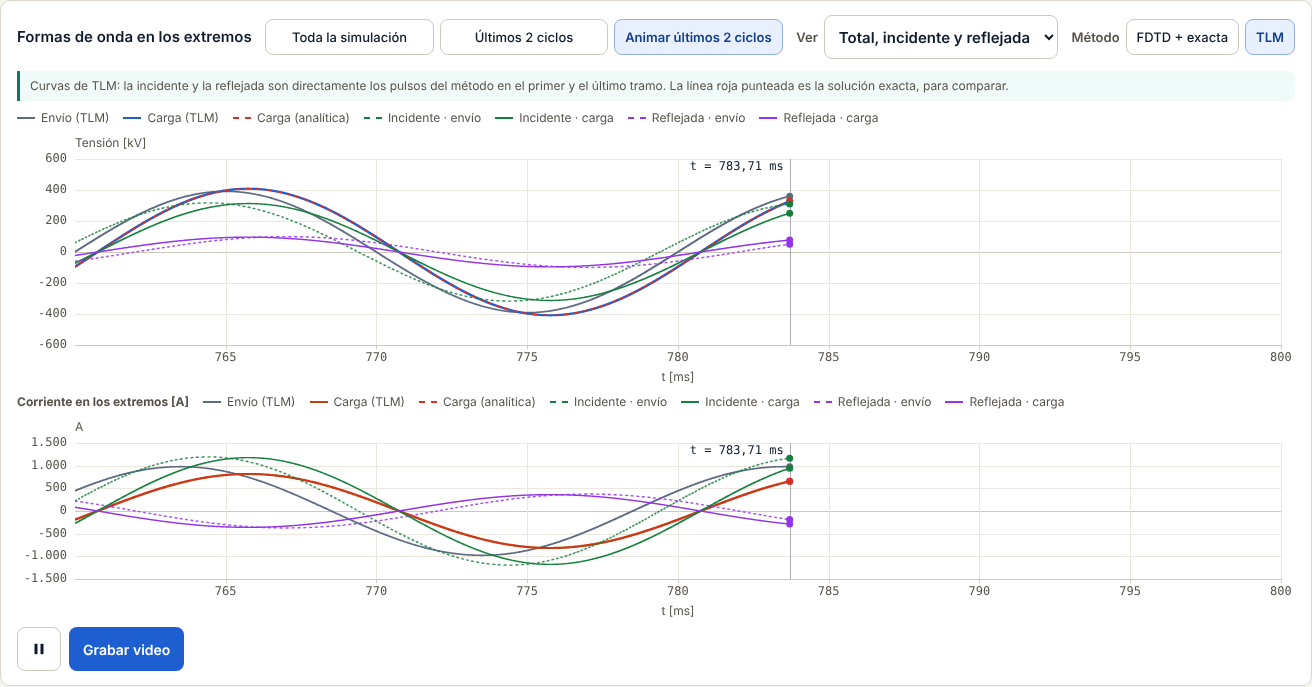 Formas de onda en los extremos Toda la simulación Últimos 2 ciclos Animar últimos 2 ciclos Ver Total, incidente y reflejada Método FDTD + exacta TLM
Curvas de TLM: la incidente y la reflejada son directamente los pulsos del método en el primer y el último tramo. La línea roja punteada es la solución exacta, para comparar.
Envío (TLM) Carga (TLM) Carga (analítica) Incidente · envío Incidente · carga Reflejada · envío Reflejada · carga
Tensión [kV]
600
t = 783,71 ms
400
200
0
-200
-400
-600
765 770 775 780 785 790 795 800
t [ms]
Corriente en los extremos [A] Envío (TLM) Carga (TLM) Carga (analítica) Incidente · envío Incidente · carga Reflejada · envío Reflejada · carga
A
1.500
t = 783,71 ms
1.000
500
0
-500
-1.000
-1.500
765 770 775 780 785 790 795 800
t [ms]
Grabar video